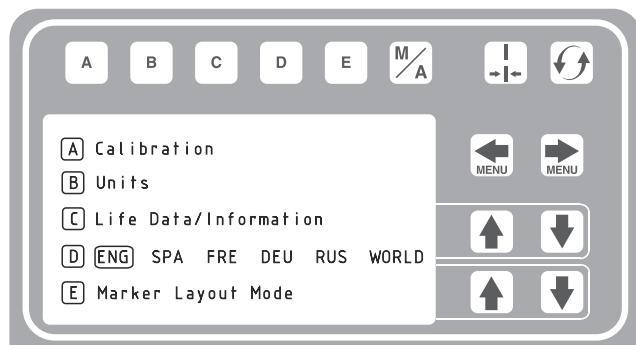 A B C D E M/A
MENU MENU
A Calibration
B Units
C Life Data/Information
D ENG SPA FRE DEU RUS WORLD
E Marker Layout Mode